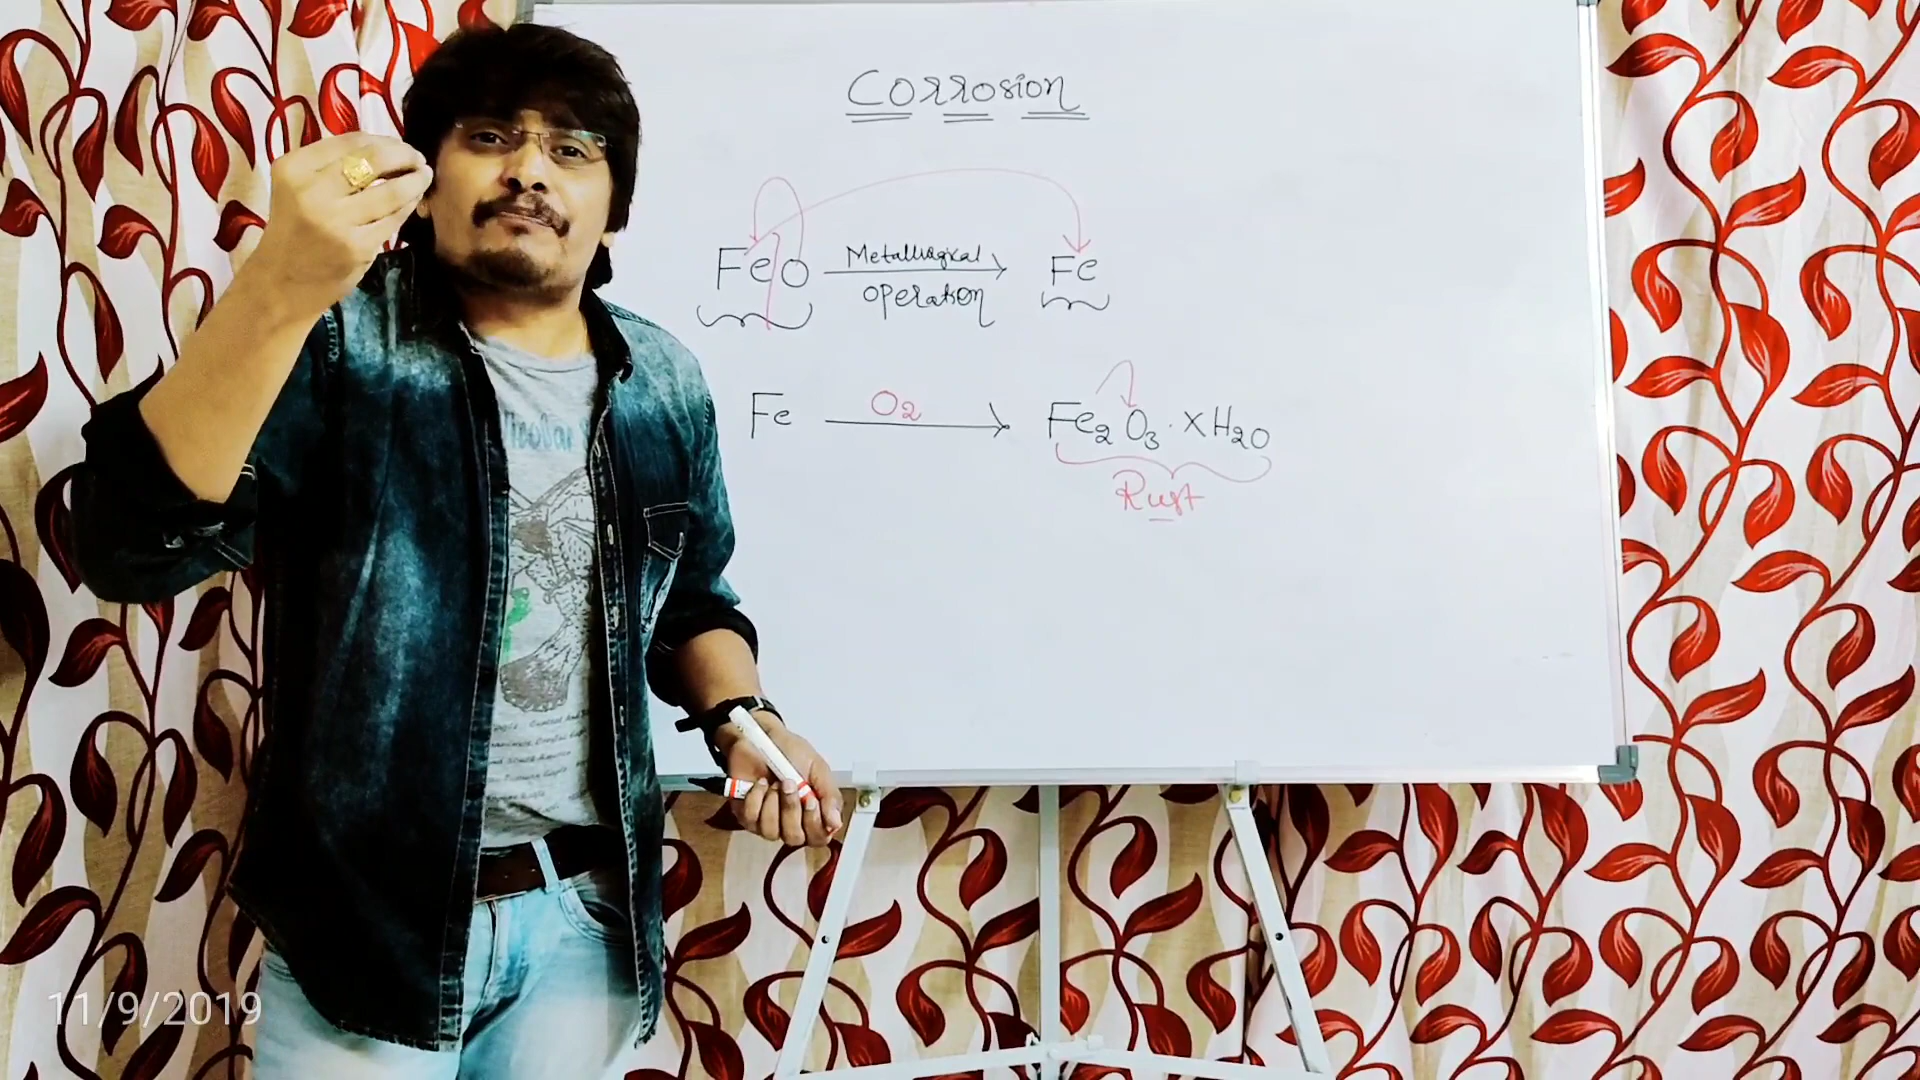 Corrosion
FeO Metallurgical operation → Fe
Fe O2 → Fe2O3.XH2O
Rust
11/9/2019